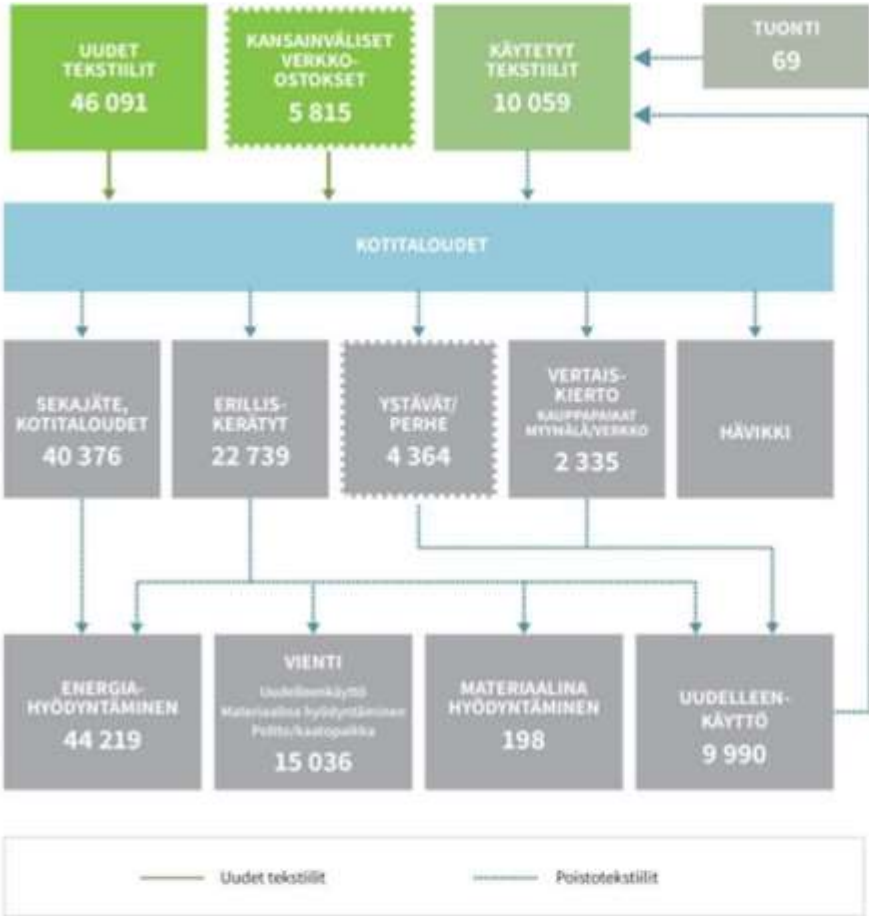 UUDET
TEKSTIILIT
46 091
KANSAINVÄLISET
VERKKO-
OSTOKSET
5 815
KÄYTETYT
TEKSTIILIT
10 059
TUONTI
69
KOTITALOUDET
SEKAJÄTE,
KOTITALOUDET
40 376
ERILLIS-
KERÄTYT
22 739
YSTÄVÄT/
PERHE
4 364
VERTAIS-
KIERTO
KAUPPAPAIKAT
MYYMÄLÄ/VERKKO
2 335
HÄVIKKI
ENERGIA-
HYÖDYNTÄMINEN
44 219
VIENTI
Uudelleenkäyttö
Materiaalina hyödyntäminen
Poltto/kaatopaikka
15 036
MATERIAALINA
HYÖDYNTÄMINEN
198
UUDELLEEN-
KÄYTTÖ
9 990
Uudet tekstiilit
Poistotekstiilit